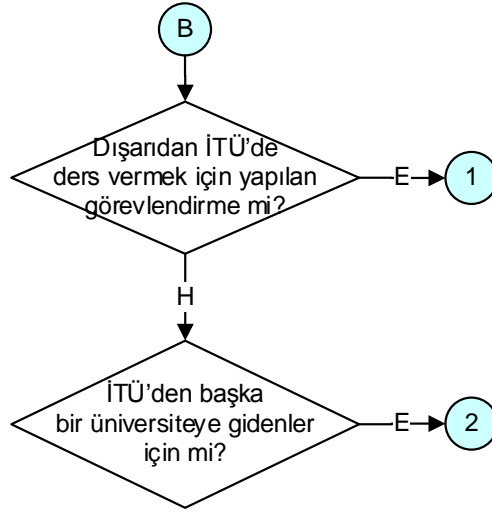 B
Dışarıdan İTÜ'de
ders vermek için yapılan
görevlendirme mi?
E
1
H
İTÜ'den başka
bir üniversiteye gidenler
için mi?
E
2